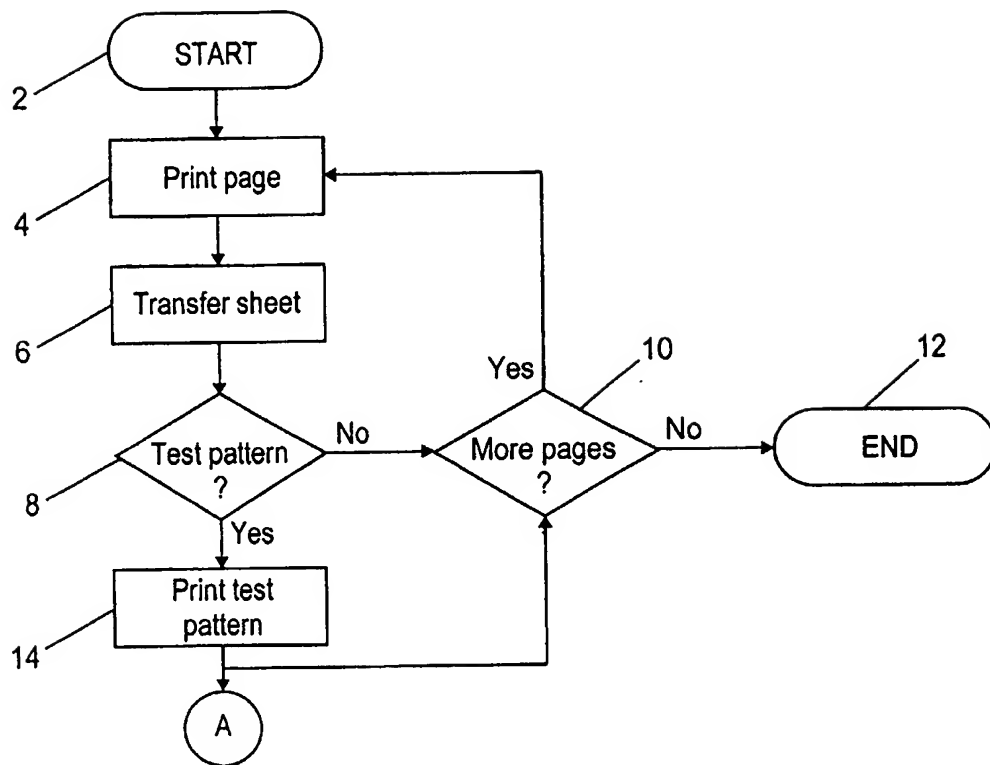 START
2
Print page
4
Transfer sheet
6
Yes
10
12
Test pattern
?
No
More pages
?
No
END
8
Yes
Print test
pattern
14
A